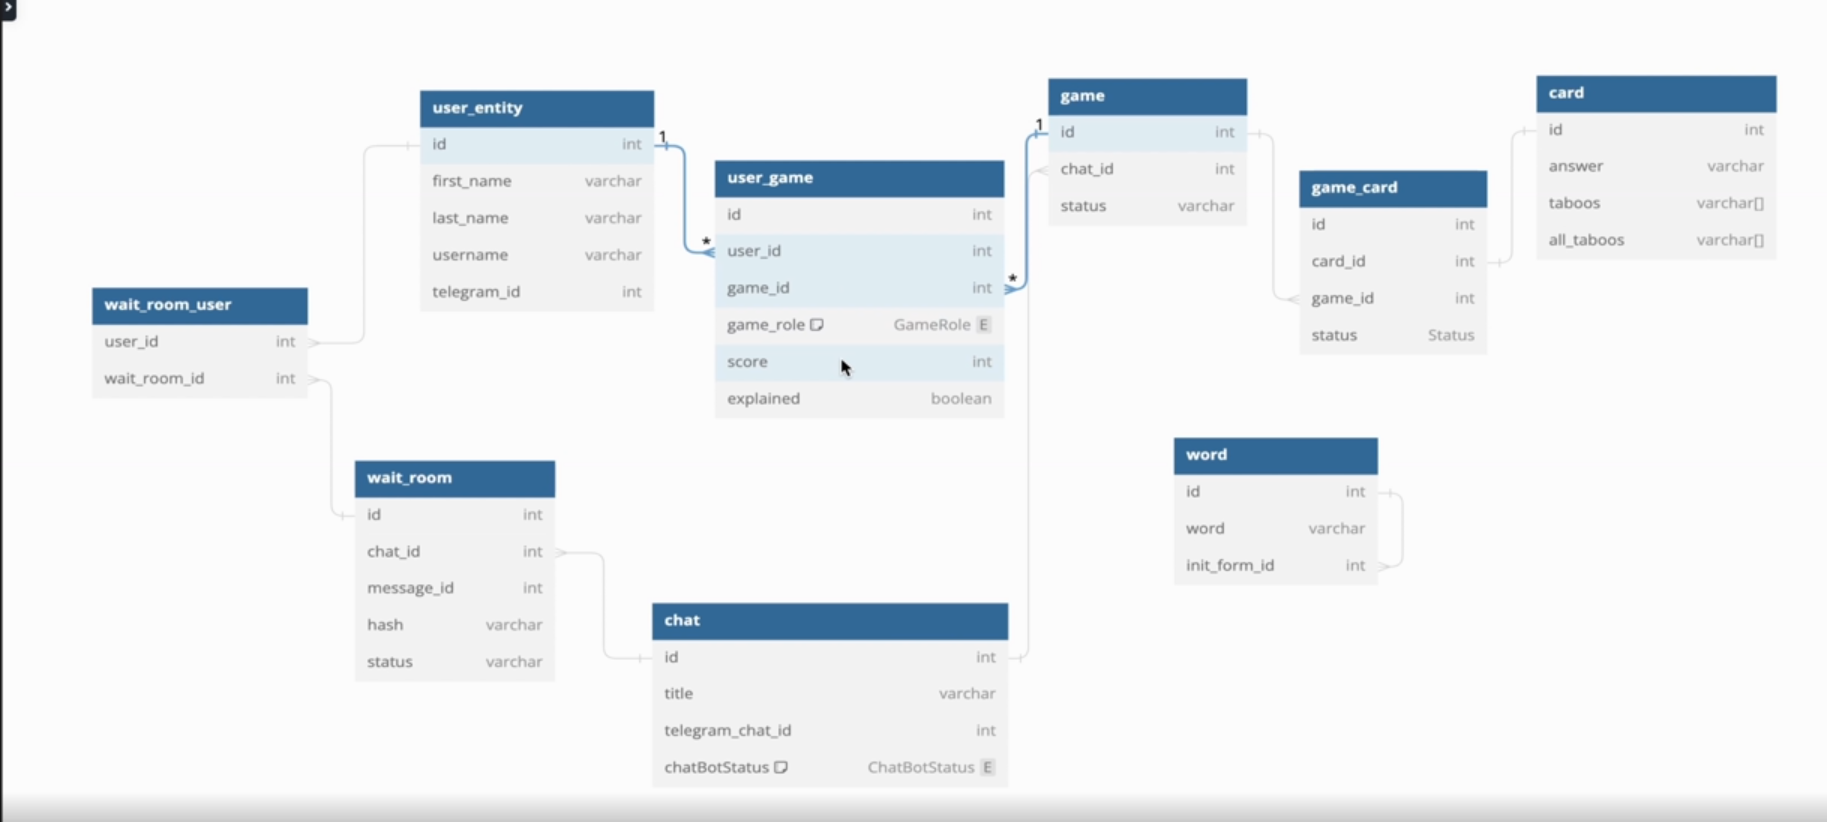 user_entity
id int
first_name varchar
last_name varchar
username varchar
telegram_id int
1
*
user_game
id int
user_id int
game_id int
game_role GameRole E
score int
explained boolean
1
*
game
id int
chat_id int
status varchar
game_card
id int
card_id int
game_id int
status Status
card
id int
answer varchar
taboos varchar[]
all_taboos varchar[]
wait_room_user
user_id int
wait_room_id int
wait_room
id int
chat_id int
message_id int
hash varchar
status varchar
chat
id int
title varchar
telegram_chat_id int
chatBotStatus ChatBotStatus E
word
id int
word varchar
init_form_id int